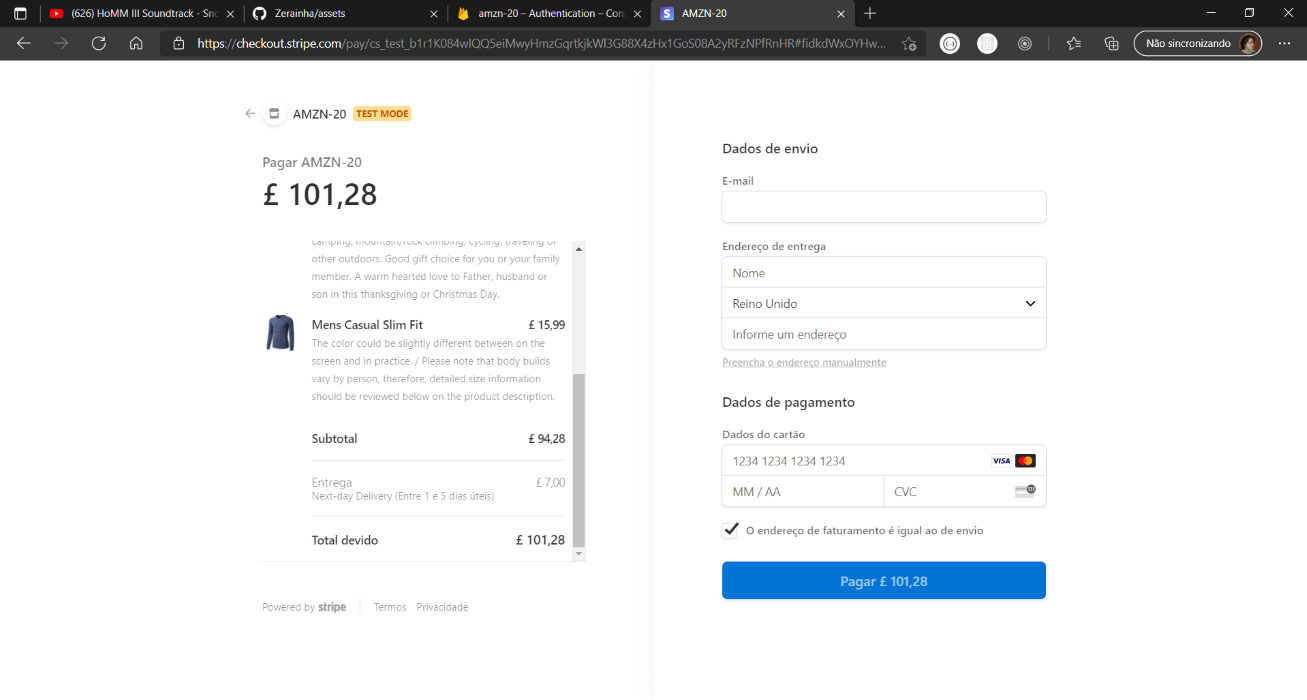 (626) HoMM III Soundtrack - Sno
Zerainha/assets
amzn-20 – Authentication – Con
AMZN-20
https://checkout.stripe.com/pay/cs_test_b1r1K084wIQQ5eiMwyHmzGqrtkjkWl3G88X4zHx1GoS08A2yRFzNPfRnHR#fidkdWxOYHw...
Não sincronizando
AMZN-20 TEST MODE
Pagar AMZN-20
£ 101,28
camping, mountain/rock climbing, cycling, traveling or
other outdoors. Good gift choice for you or your family
member. A warm hearted love to Father, husband or
son in this thanksgiving or Christmas Day.
Mens Casual Slim Fit £ 15,99
The color could be slightly different between on the
screen and in practice. / Please note that body builds
vary by person, therefore, detailed size information
should be reviewed below on the product description.
Subtotal £ 94,28
Entrega £ 7,00
Next-day Delivery (Entre 1 e 5 dias úteis)
Total devido £ 101,28
Powered by stripe Termos Privacidade
Dados de envio
E-mail
Endereço de entrega
Nome
Reino Unido
Informe um endereço
Preencha o endereço manualmente
Dados de pagamento
Dados do cartão
1234 1234 1234 1234 VISA
MM / AA CVC
O endereço de faturamento é igual ao de envio
Pagar £ 101,28